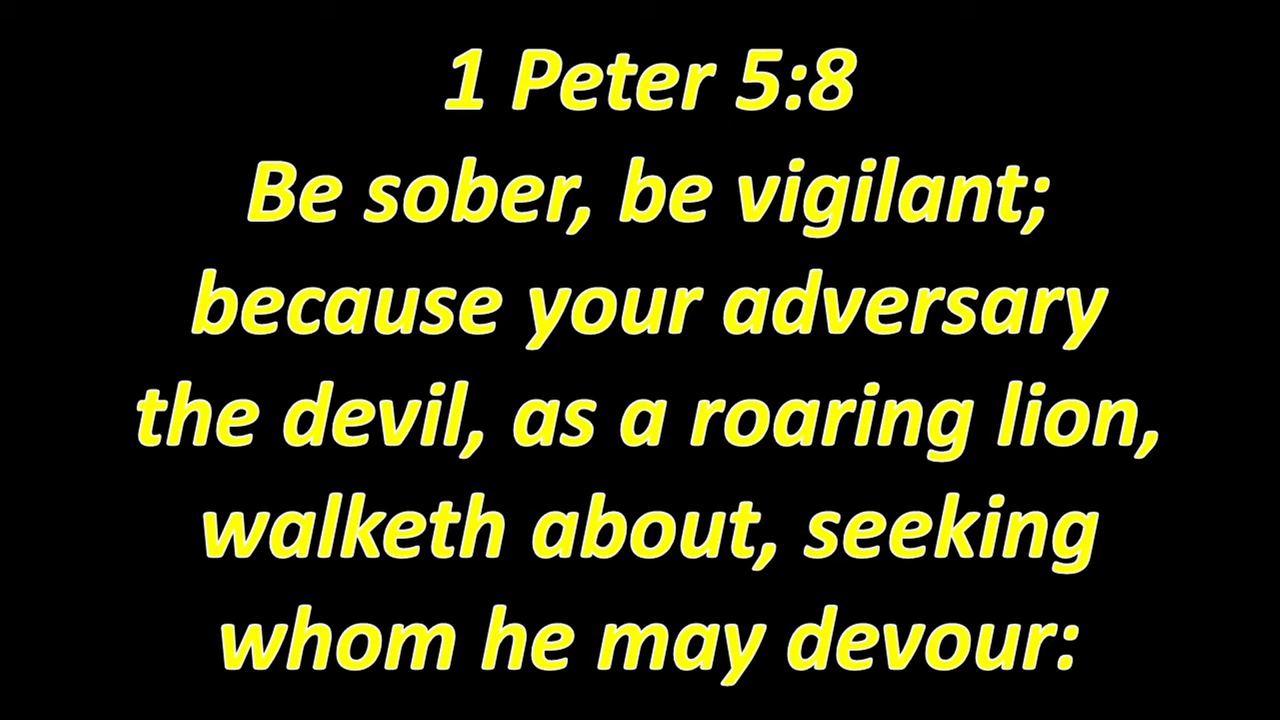 1 Peter 5:8
Be sober, be vigilant;
because your adversary
the devil, as a roaring lion,
walketh about, seeking
whom he may devour: